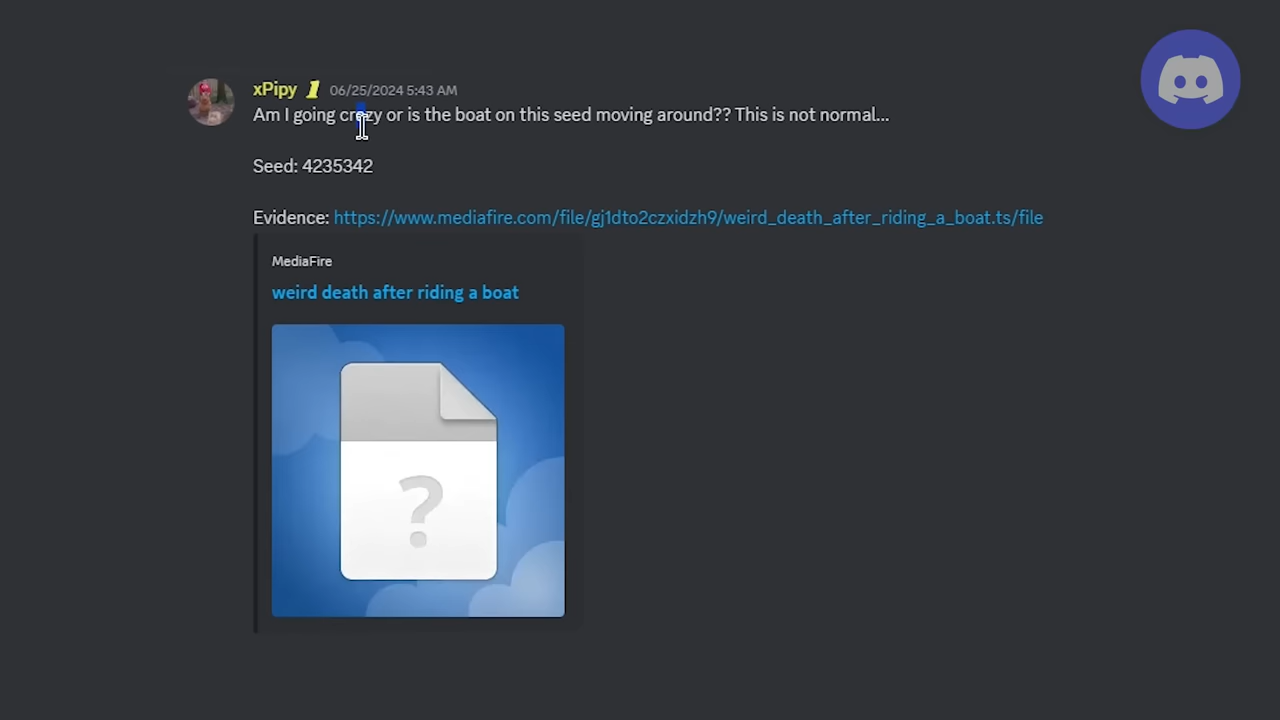 xPipy 06/25/2024 5:43 AM
Am I going crazy or is the boat on this seed moving around?? This is not normal...
Seed: 4235342
Evidence: https://www.mediafire.com/file/gj1dto2czxidzh9/weird_death_after_riding_a_boat.ts/file
MediaFire
weird death after riding a boat
?